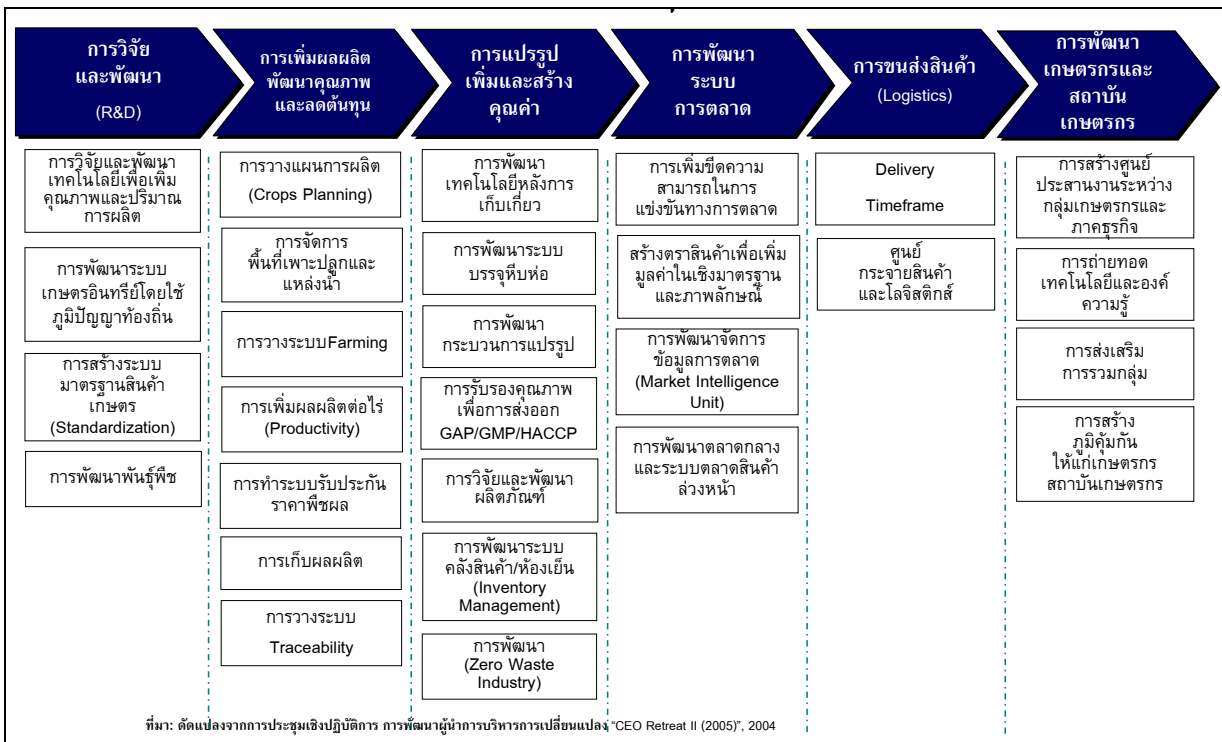 การวิจัย
และพัฒนา
(R&D)
การเพิ่มผลผลิต
พัฒนาคุณภาพ
และลดต้นทุน
การแปรรูป
เพิ่มและสร้าง
คุณค่า
การพัฒนา
ระบบ
การตลาด
การขนส่งสินค้า
(Logistics)
การพัฒนา
เกษตรกรและ
สถาบัน
เกษตรกร
การวิจัยและพัฒนา
เทคโนโลยีเพื่อเพิ่ม
คุณภาพและปริมาณ
การผลิต
การพัฒนาระบบ
เกษตรอินทรีย์โดยใช้
ภูมิปัญญาท้องถิ่น
การสร้างระบบ
มาตรฐานสินค้า
เกษตร
(Standardization)
การพัฒนาพันธุ์พืช
การวางแผนการผลิต
(Crops Planning)
การจัดการ
พื้นที่เพาะปลูกและ
แหล่งน้ำ
การวางระบบFarming
การเพิ่มผลผลิตต่อไร่
(Productivity)
การทำระบบรับประกัน
ราคาพืชผล
การเก็บผลผลิต
การวางระบบ
Traceability
การพัฒนา
เทคโนโลยีหลังการ
เก็บเกี่ยว
การพัฒนาระบบ
บรรจุหีบห่อ
การพัฒนา
กระบวนการแปรรูป
การรับรองคุณภาพ
เพื่อการส่งออก
GAP/GMP/HACCP
การวิจัยและพัฒนา
ผลิตภัณฑ์
การพัฒนาระบบ
คลังสินค้า/ห้องเย็น
(Inventory
Management)
การพัฒนา
(Zero Waste
Industry)
การเพิ่มขีดความ
สามารถในการ
แข่งขันทางการตลาด
สร้างตราสินค้าเพื่อเพิ่ม
มูลค่าในเชิงมาตรฐาน
และภาพลักษณ์
การพัฒนาจัดการ
ข้อมูลการตลาด
(Market Intelligence
Unit)
การพัฒนาตลาดกลาง
และระบบตลาดสินค้า
ล่วงหน้า
Delivery
Timeframe
ศูนย์
กระจายสินค้า
และโลจิสติกส์
การสร้างศูนย์
ประสานงานระหว่าง
กลุ่มเกษตรกรและ
ภาคธุรกิจ
การถ่ายทอด
เทคโนโลยีและองค์
ความรู้
การส่งเสริม
การรวมกลุ่ม
การสร้าง
ภูมิคุ้มกัน
ให้แก่เกษตรกร
สถาบันเกษตรกร
ที่มา: ดัดแปลงจากการประชุมเชิงปฏิบัติการ การพัฒนาผู้นำการบริหารการเปลี่ยนแปลง "CEO Retreat II (2005)", 2004